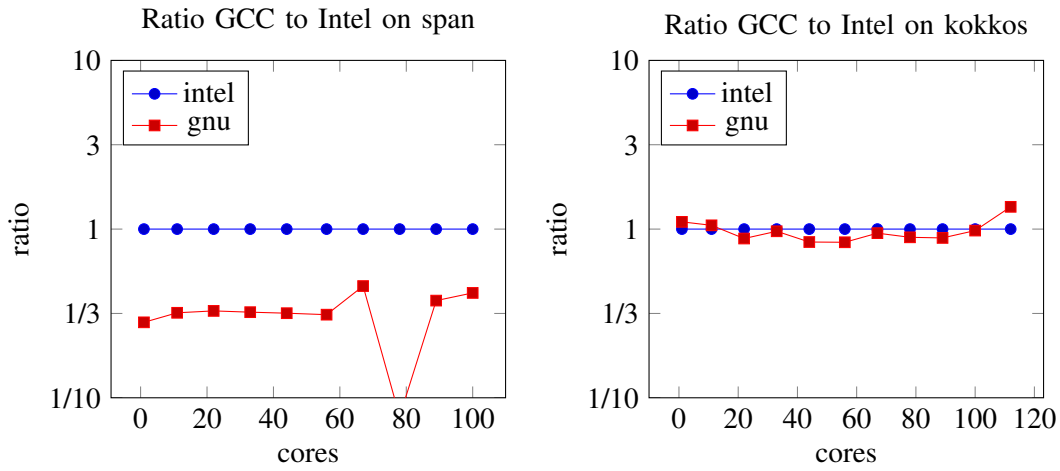 Ratio GCC to Intel on span
10
3
1
1/3
1/10
ratio
intel
gnu
0 20 40 60 80 100
cores
Ratio GCC to Intel on kokkos
10
3
1
1/3
1/10
ratio
intel
gnu
0 20 40 60 80 100 120
cores